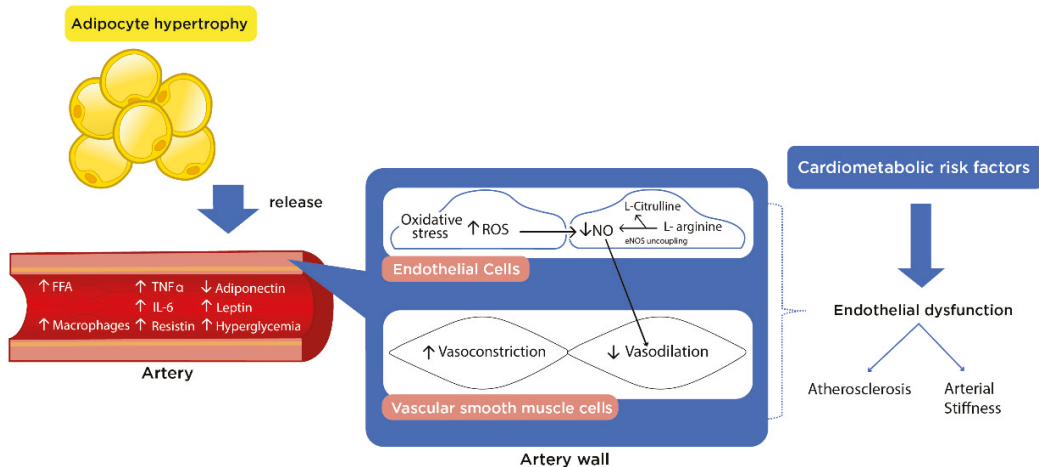 Adipocyte hypertrophy
release
↑ FFA
↑ TNFα
↓ Adiponectin
↑ IL-6
↑ Leptin
↑ Macrophages
↑ Resistin
↑ Hyperglycemia
Artery
Oxidative
stress
↑ ROS
↓ NO
L-Citrulline
L- arginine
eNOS uncoupling
Endothelial Cells
↑ Vasoconstriction
↓ Vasodilation
Vascular smooth muscle cells
Artery wall
Cardiometabolic risk factors
Endothelial dysfunction
Atherosclerosis
Arterial
Stiffness